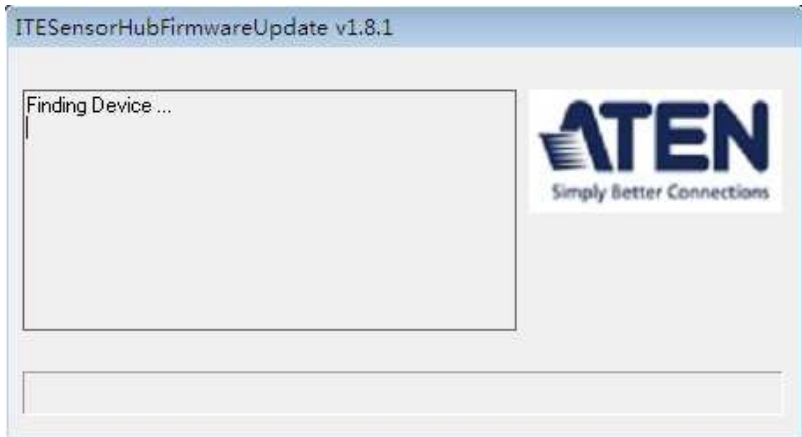 ITESensorHubFirmwareUpdate v1.8.1
Finding Device ...
ATEN
Simply Better Connections